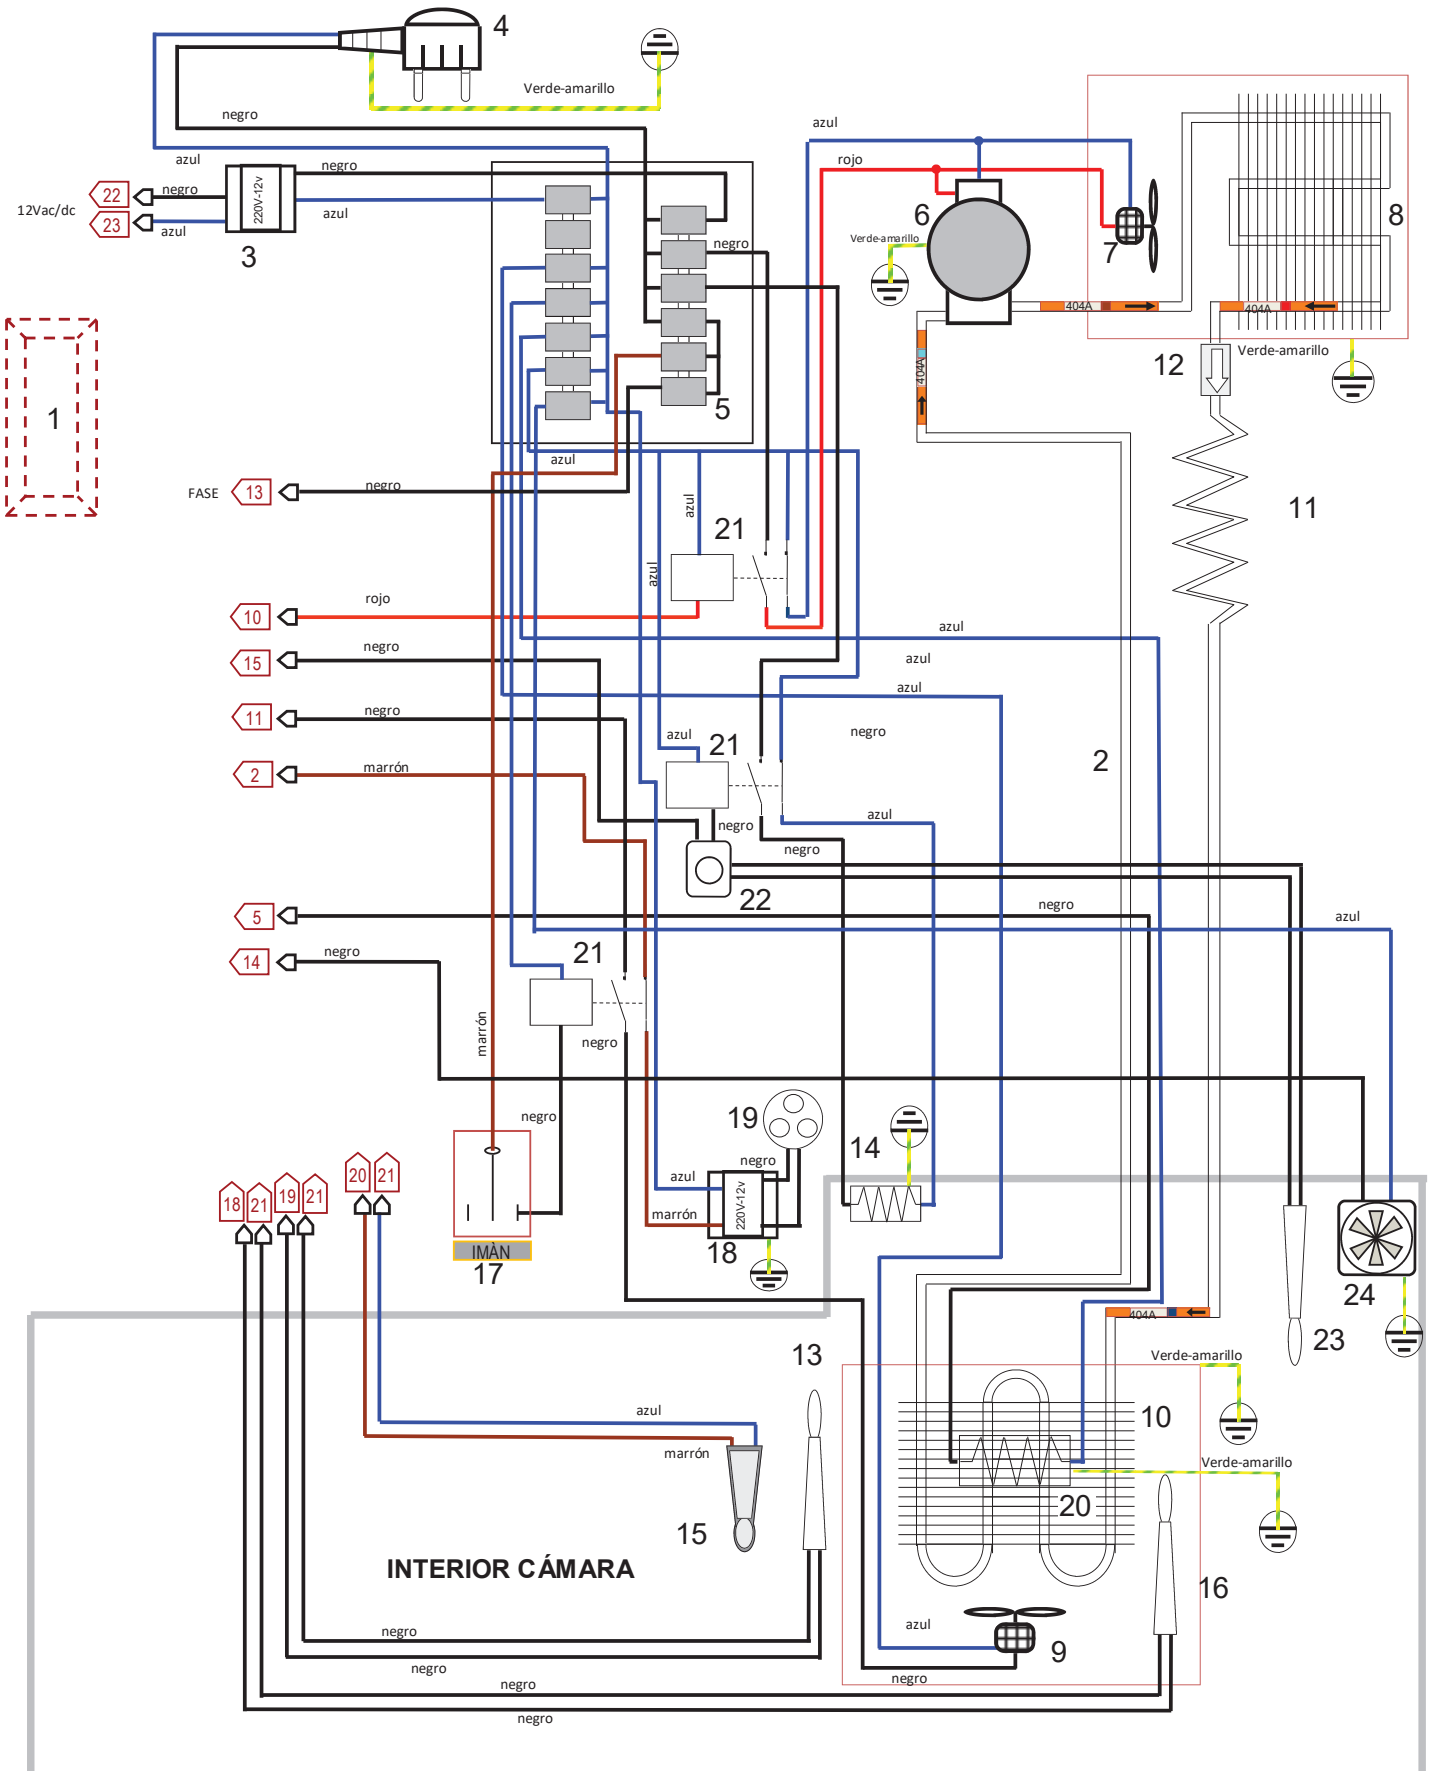 4
Verde-amarillo
negro
azul
azul
rojo
negro
22
negro
12Vac/dc
23
azul
220V-12v
azul
3
6
Verde-amarillo
7
8
negro
404A
404A
404A
Verde-amarillo
12
1
5
azul
FASE
13
negro
azul
21
11
azul
10
rojo
azul
15
negro
azul
azul
11
negro
negro
azul
21
2
2
marrón
negro
azul
negro
22
5
negro
azul
14
negro
21
negro
marrón
negro
19
14
negro
20
21
18
21
19
21
azul
220V-12v
marrón
IMÀN
17
18
24
404A
23
13
Verde-amarillo
azul
10
marrón
Verde-amarillo
20
15
INTERIOR CÁMARA
16
azul
9
negro
negro
negro
negro
negro